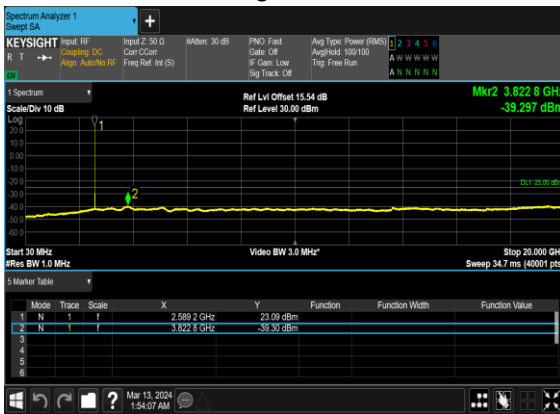 Spectrum Analyzer 1
Swept SA
+
KEYSIGHT Input: RF Input Z: 50 Ω #Atten: 30 dB PNO: Fast Avg Type: Power (RMS) 1 2 3 4 5 6
R T Coupling: DC Corr CCorr Gate: Off Avg|Hold: 100/100 A W W W W W
Align: Auto/No RF Freq Ref: Int (S) IF Gain: Low Trig: Free Run
LV Sig Track: Off A N N N N N
1 Spectrum Ref Lvl Offset 15.54 dB Mkr2 3.822 8 GHz
Scale/Div 10 dB Ref Level 30.00 dBm -39.297 dBm
Log
20.0
10.0
0.00
-10.0
-20.0
-30.0
-40.0
-50.0
-60.0
1
2
DL1 -25.00 dBm
Start 30 MHz Video BW 3.0 MHz* Stop 20.000 GHz
#Res BW 1.0 MHz Sweep 34.7 ms (40001 pts)
5 Marker Table
Mode Trace Scale X Y Function Function Width Function Value
1 N 1 f 2.589 2 GHz 23.09 dBm
2 N 1 f 3.822 8 GHz -39.30 dBm
3
4
5
6
? Mar 13, 2024
1:54:07 AM